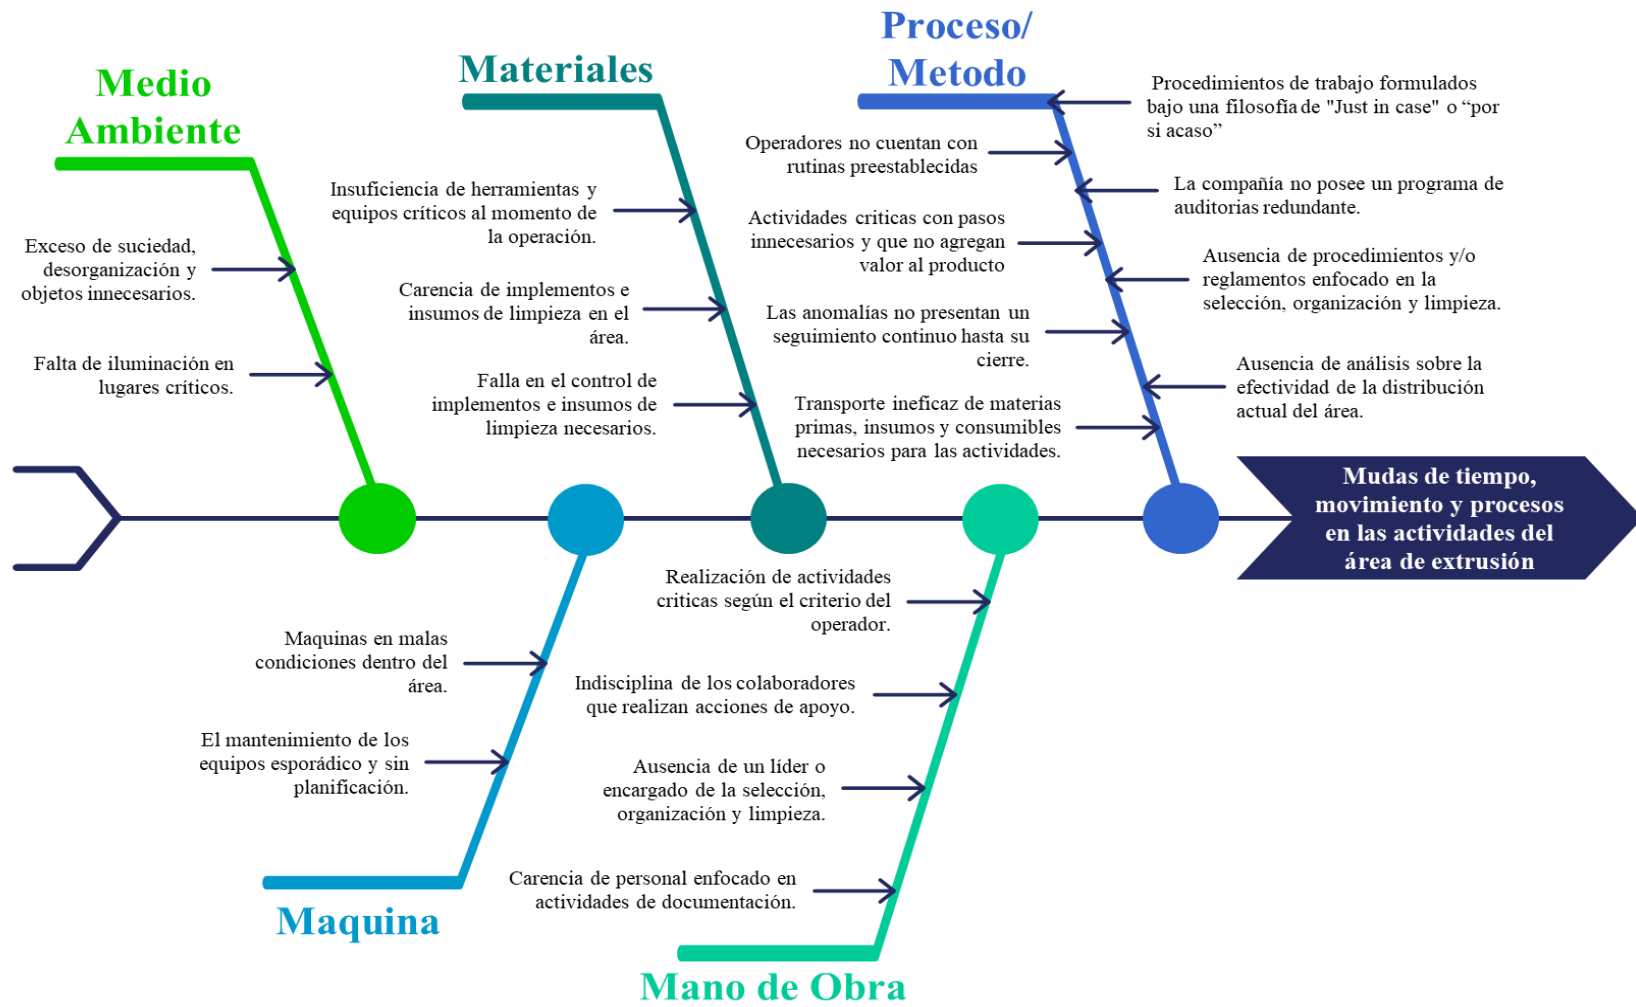 Medio
Ambiente
Exceso de suciedad,
desorganización y
objetos innecesarios.
Falta de iluminación en
lugares críticos.
Materiales
Insuficiencia de herramientas y
equipos críticos al momento de
la operación.
Carencia de implementos e
insumos de limpieza en el
área.
Falla en el control de
implementos e insumos de
limpieza necesarios.
Proceso/
Metodo
Operadores no cuentan con
rutinas preestablecidas
Actividades criticas con pasos
innecesarios y que no agregan
valor al producto
Las anomalías no presentan un
seguimiento continuo hasta su
cierre.
Transporte ineficaz de materias
primas, insumos y consumibles
necesarios para las actividades.
Procedimientos de trabajo formulados
bajo una filosofía de "Just in case" o “por
si acaso”
La compañía no posee un programa de
auditorias redundante.
Ausencia de procedimientos y/o
reglamentos enfocado en la
selección, organización y limpieza.
Ausencia de análisis sobre la
efectividad de la distribución
actual del área.
Mudas de tiempo,
movimiento y procesos
en las actividades del
área de extrusión
Maquinas en malas
condiciones dentro del
área.
El mantenimiento de los
equipos esporádico y sin
planificación.
Maquina
Realización de actividades
criticas según el criterio del
operador.
Indisciplina de los colaboradores
que realizan acciones de apoyo.
Ausencia de un líder o
encargado de la selección,
organización y limpieza.
Carencia de personal enfocado en
actividades de documentación.
Mano de Obra